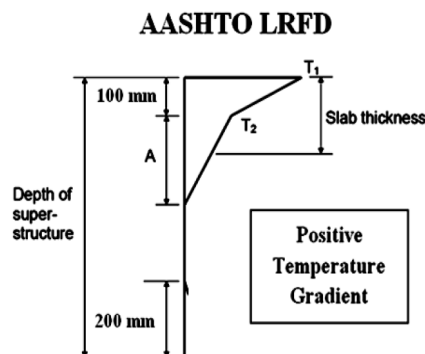 AASHTO LRFD
T1
100 mm
T2
Slab thickness
A
Depth of
super-
structure
Positive
Temperature
Gradient
200 mm